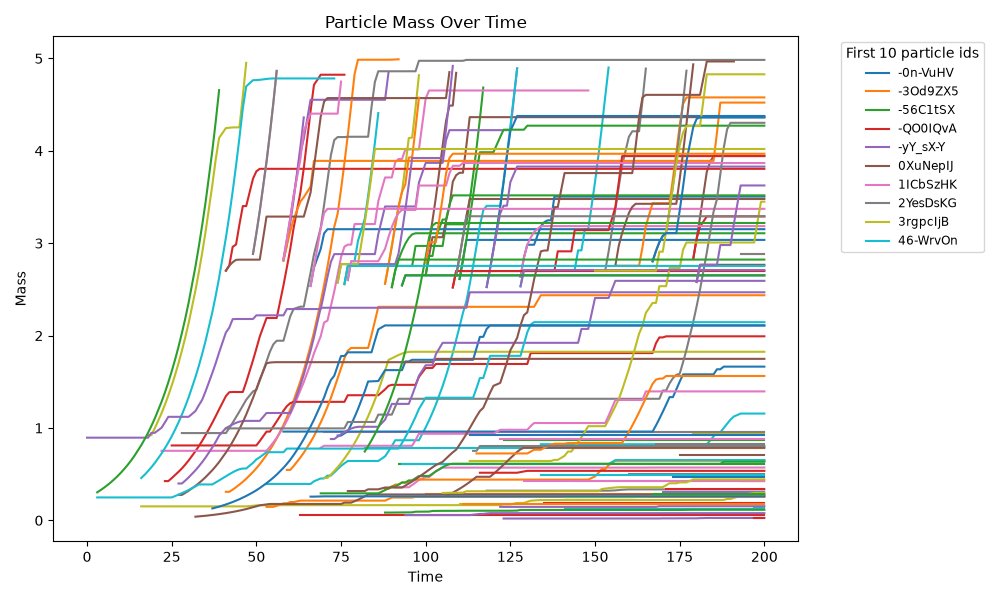 Particle Mass Over Time
Mass
5
4
3
2
1
0
0
25
50
75
100
125
150
175
200
Time
First 10 particle ids
-0n-VuHV
-3Od9ZX5
-56C1tSX
-QO0IQvA
-yY_sX-Y
0XuNepIJ
1ICbSzHK
2YesDsKG
3rgpcIjB
46-WrvOn